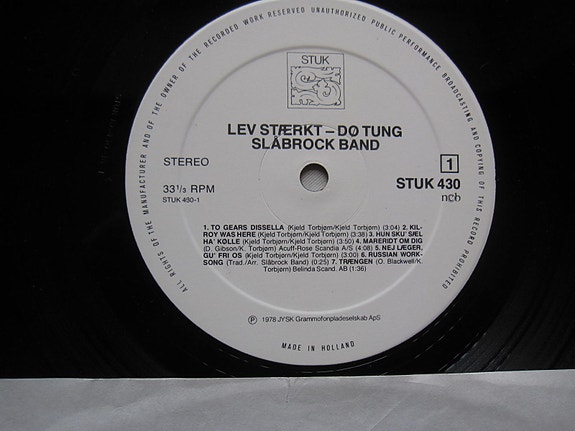 ALL RIGHTS OF THE MANUFACTURER AND OF THE OWNER OF THE RECORDED WORK RESERVED UNAUTHORIZED PUBLIC PERFORMANCE BROADCASTING AND COPYING OF THIS RECORD PROHIBITED
STUK
LEV STÆRKT – DØ TUNG
SLÅBROCK BAND
STEREO
1
33 1/3 RPM
STUK 430
STUK 430-1
ncb
1. TO GEARS DISSELLA (Kjeld Torbjørn/Kjeld Torbjørn) (3:04) 2. KIL-
ROY WAS HERE (Kjeld Torbjørn/Kjeld Torbjørn) (3:38) 3. HUN SKU' SÆL
HA' KOLLE (Kjeld Torbjørn/Kjeld Torbjørn) (3:50) 4. MARERIDT OM DIG
(D. Gibson/K. Torbjørn) Acuff-Rose Scandia A/S (4:08) 5. NEJ LÆGER,
GU' FRI OS (Kjeld Torbjørn/Kjeld Torbjørn) (3:00) 6. RUSSIAN WORK-
SONG (Trad./Arr. Slåbrock Band) (0:25) 7. TRÆNGEN (O. Blackwell/K.
Torbjørn) Belinda Scand. AB (1:36)
Ⓟ 1978 JYSK Grammofonpladeselskab ApS
MADE IN HOLLAND